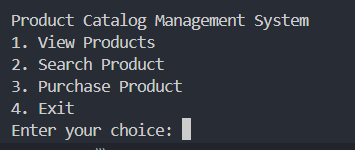 Product Catalog Management System
1. View Products
2. Search Product
3. Purchase Product
4. Exit
Enter your choice: